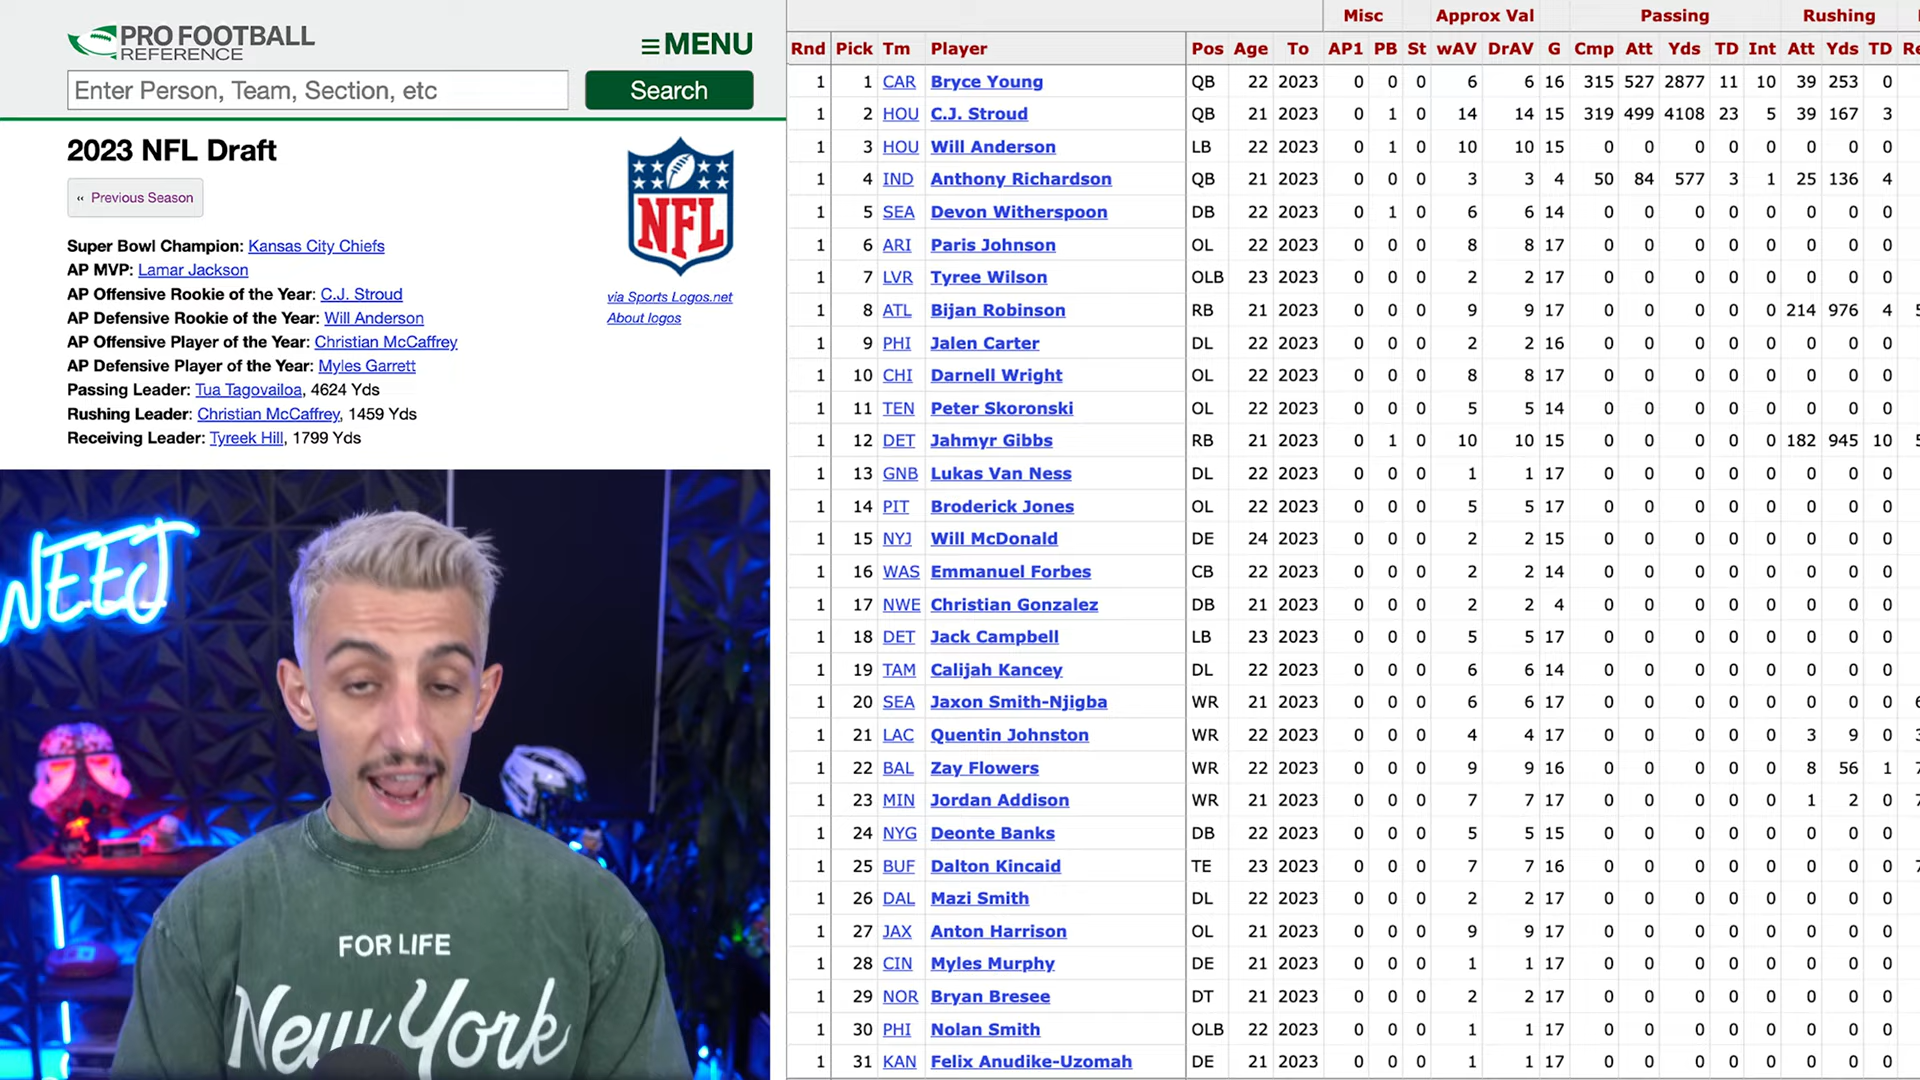 PRO FOOTBALL
REFERENCE
☰MENU
Enter Person, Team, Section, etc
Search
2023 NFL Draft
‹‹ Previous Season
Super Bowl Champion: Kansas City Chiefs
AP MVP: Lamar Jackson
AP Offensive Rookie of the Year: C.J. Stroud
AP Defensive Rookie of the Year: Will Anderson
AP Offensive Player of the Year: Christian McCaffrey
AP Defensive Player of the Year: Myles Garrett
Passing Leader: Tua Tagovailoa, 4624 Yds
Rushing Leader: Christian McCaffrey, 1459 Yds
Receiving Leader: Tyreek Hill, 1799 Yds
NFL
via Sports Logos.net
About logos
NEEJ
FOR LIFE
New York
Misc Approx Val Passing Rushing
Rnd Pick Tm Player Pos Age To AP1 PB St wAV DrAV G Cmp Att Yds TD Int Att Yds TD Re
1 1 CAR Bryce Young QB 22 2023 0 0 0 6 6 16 315 527 2877 11 10 39 253 0
1 2 HOU C.J. Stroud QB 21 2023 0 1 0 14 14 15 319 499 4108 23 5 39 167 3
1 3 HOU Will Anderson LB 22 2023 0 1 0 10 10 15 0 0 0 0 0 0 0 0
1 4 IND Anthony Richardson QB 21 2023 0 0 0 3 3 4 50 84 577 3 1 25 136 4
1 5 SEA Devon Witherspoon DB 22 2023 0 1 0 6 6 14 0 0 0 0 0 0 0 0
1 6 ARI Paris Johnson OL 22 2023 0 0 0 8 8 17 0 0 0 0 0 0 0 0
1 7 LVR Tyree Wilson OLB 23 2023 0 0 0 2 2 17 0 0 0 0 0 0 0 0
1 8 ATL Bijan Robinson RB 21 2023 0 0 0 9 9 17 0 0 0 0 0 214 976 4 5
1 9 PHI Jalen Carter DL 22 2023 0 0 0 2 2 16 0 0 0 0 0 0 0 0
1 10 CHI Darnell Wright OL 22 2023 0 0 0 8 8 17 0 0 0 0 0 0 0 0
1 11 TEN Peter Skoronski OL 22 2023 0 0 0 5 5 14 0 0 0 0 0 0 0 0
1 12 DET Jahmyr Gibbs RB 21 2023 0 1 0 10 10 15 0 0 0 0 0 182 945 10 5
1 13 GNB Lukas Van Ness DL 22 2023 0 0 0 1 1 17 0 0 0 0 0 0 0 0
1 14 PIT Broderick Jones OL 22 2023 0 0 0 5 5 17 0 0 0 0 0 0 0 0
1 15 NYJ Will McDonald DE 24 2023 0 0 0 2 2 15 0 0 0 0 0 0 0 0
1 16 WAS Emmanuel Forbes CB 22 2023 0 0 0 2 2 14 0 0 0 0 0 0 0 0
1 17 NWE Christian Gonzalez DB 21 2023 0 0 0 2 2 4 0 0 0 0 0 0 0 0
1 18 DET Jack Campbell LB 23 2023 0 0 0 5 5 17 0 0 0 0 0 0 0 0
1 19 TAM Calijah Kancey DL 22 2023 0 0 0 6 6 14 0 0 0 0 0 0 0 0
1 20 SEA Jaxon Smith-Njigba WR 21 2023 0 0 0 6 6 17 0 0 0 0 0 0 0 0 6
1 21 LAC Quentin Johnston WR 22 2023 0 0 0 4 4 17 0 0 0 0 0 3 9 0 3
1 22 BAL Zay Flowers WR 22 2023 0 0 0 9 9 16 0 0 0 0 0 8 56 1 7
1 23 MIN Jordan Addison WR 21 2023 0 0 0 7 7 17 0 0 0 0 0 1 2 0 7
1 24 NYG Deonte Banks DB 22 2023 0 0 0 5 5 15 0 0 0 0 0 0 0 0
1 25 BUF Dalton Kincaid TE 23 2023 0 0 0 7 7 16 0 0 0 0 0 0 0 0 7
1 26 DAL Mazi Smith DL 22 2023 0 0 0 2 2 17 0 0 0 0 0 0 0 0
1 27 JAX Anton Harrison OL 21 2023 0 0 0 9 9 17 0 0 0 0 0 0 0 0
1 28 CIN Myles Murphy DE 21 2023 0 0 0 1 1 17 0 0 0 0 0 0 0 0
1 29 NOR Bryan Bresee DT 21 2023 0 0 0 2 2 17 0 0 0 0 0 0 0 0
1 30 PHI Nolan Smith OLB 22 2023 0 0 0 1 1 17 0 0 0 0 0 0 0 0
1 31 KAN Felix Anudike-Uzomah DE 21 2023 0 0 0 1 1 17 0 0 0 0 0 0 0 0